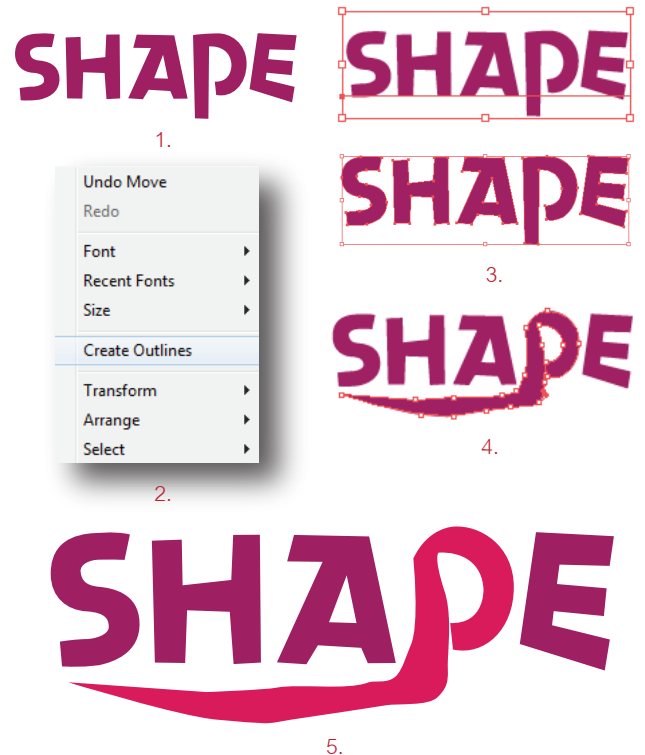 SHAPE
1.
SHAPE
Undo Move
Redo
Font
Recent Fonts
Size
Create Outlines
Transform
Arrange
Select
2.
SHAPE
3.
SHAPE
4.
SHAPE
5.